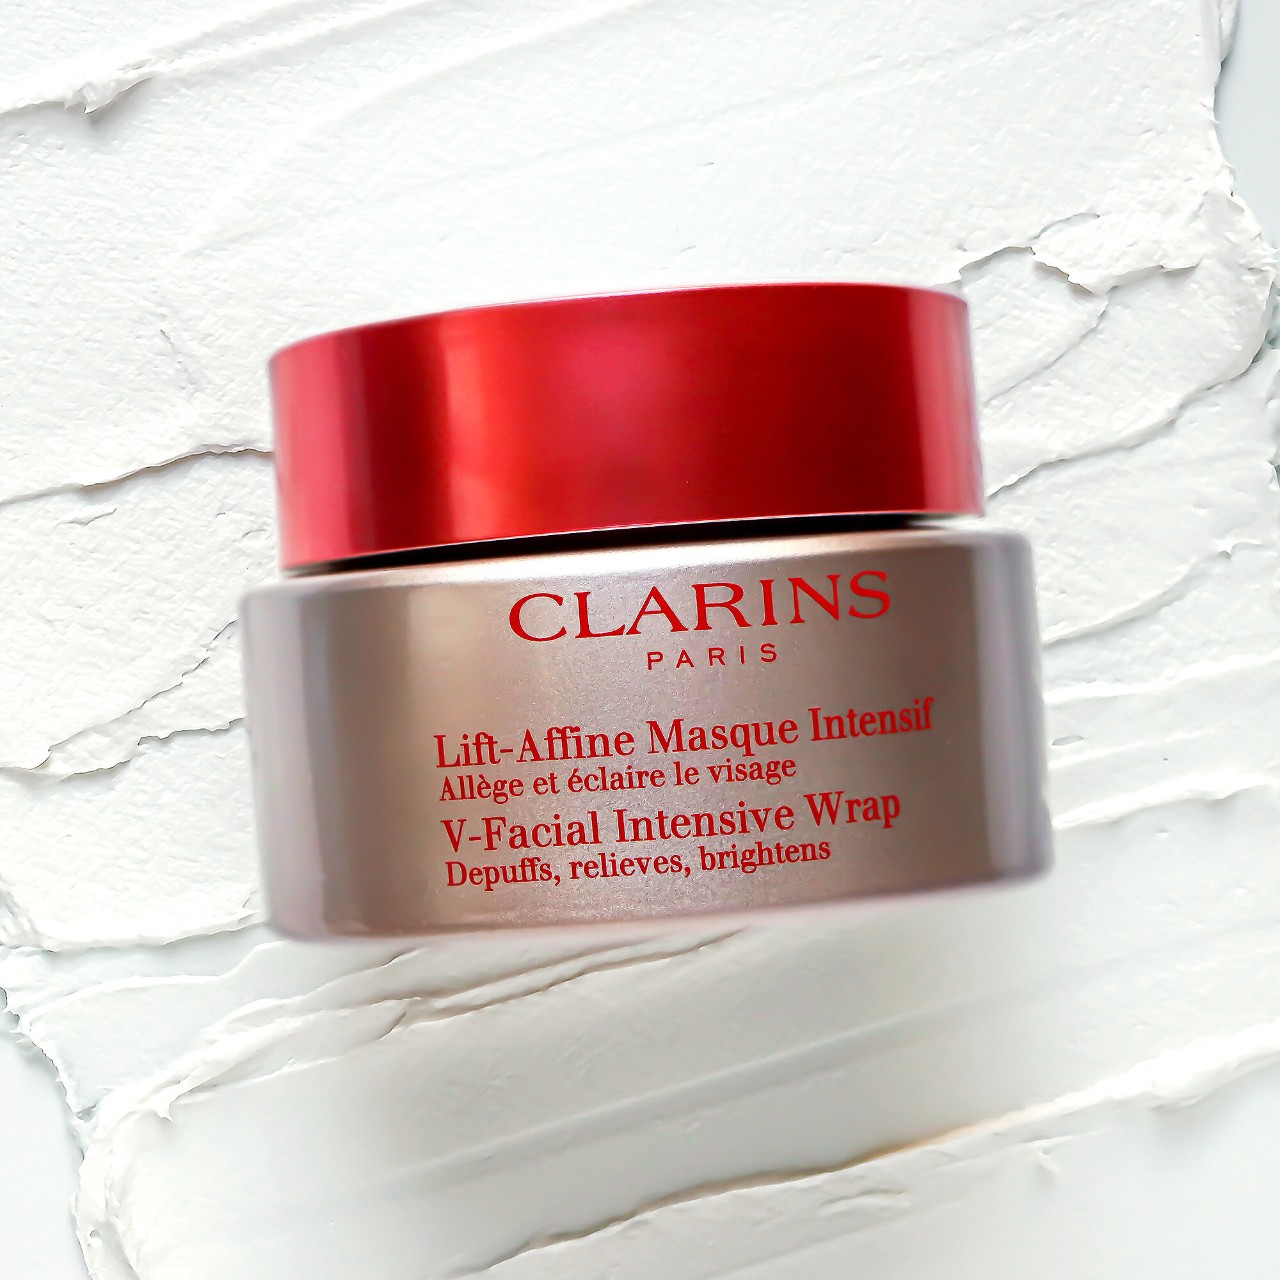 CLARINS
PARIS
Lift-Affine Masque Intensif
Allège et éclaire le visage
V-Facial Intensive Wrap
Depuffs, relieves, brightens